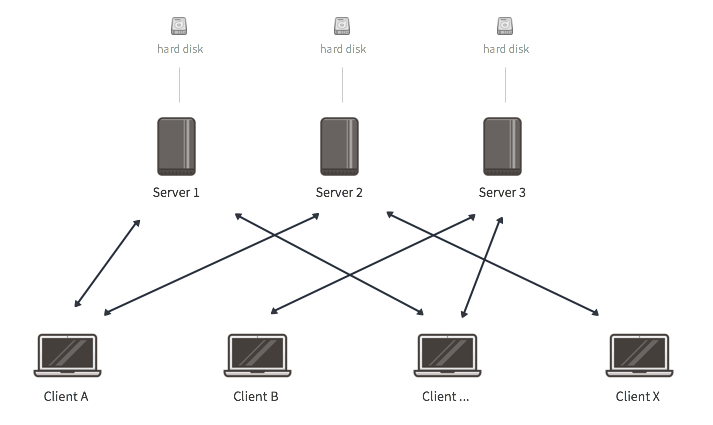 hard disk
hard disk
hard disk
Server 1
Server 2
Server 3
Client A
Client B
Client ...
Client X